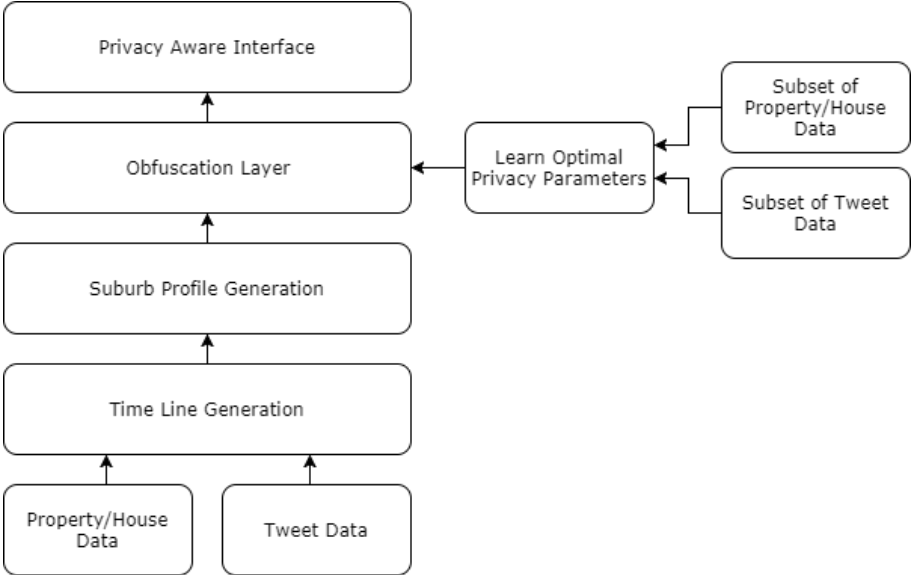 Privacy Aware Interface
Obfuscation Layer
Learn Optimal
Privacy Parameters
Subset of
Property/House
Data
Subset of Tweet
Data
Suburb Profile Generation
Time Line Generation
Property/House
Data
Tweet Data